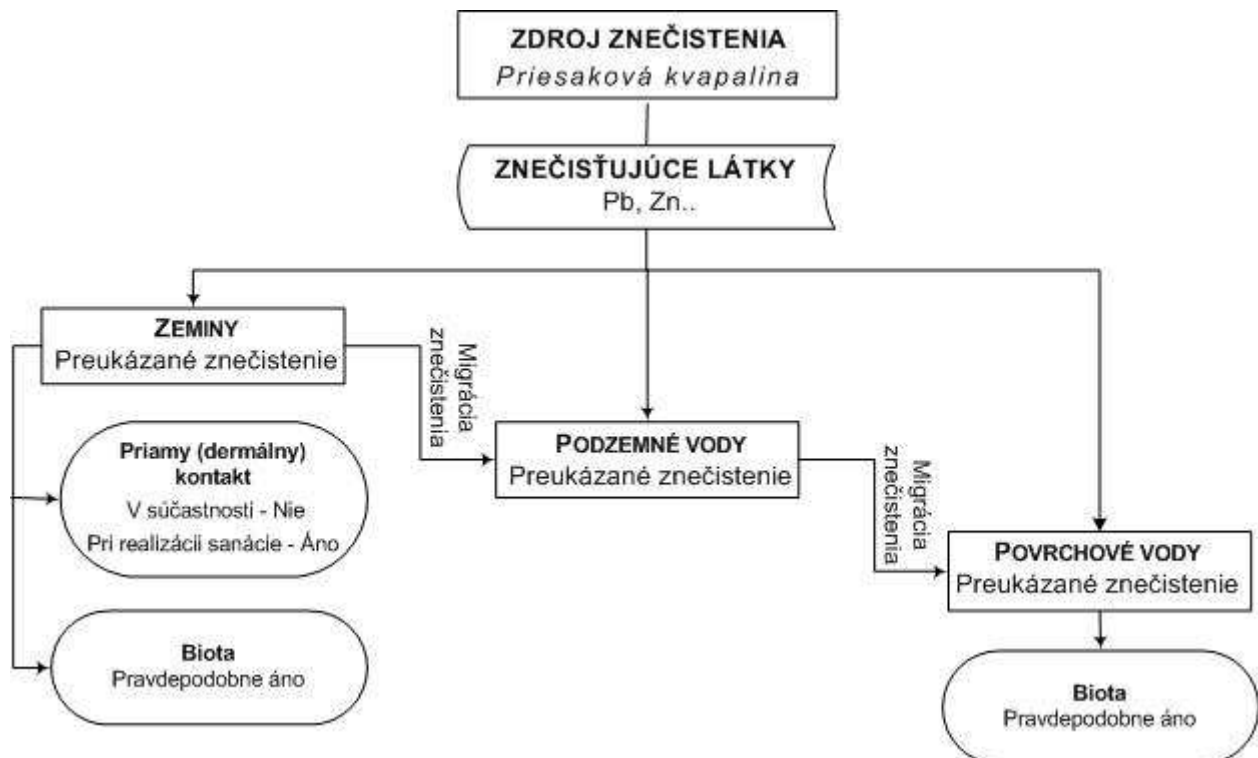 ZDROJ ZNEČISTENIA
Priesaková kvapalina
ZNEČISŤUJÚCE LÁTKY
Pb, Zn..
ZEMINY
Preukázané znečistenie
Migrácia
znečistenia
PODZEMNÉ VODY
Preukázané znečistenie
Migrácia
znečistenia
POVRCHOVÉ VODY
Preukázané znečistenie
Priamy (dermálny)
kontakt
V súčastnosti - Nie
Pri realizácii sanácie - Áno
Biota
Pravdepodobne áno
Biota
Pravdepodobne áno